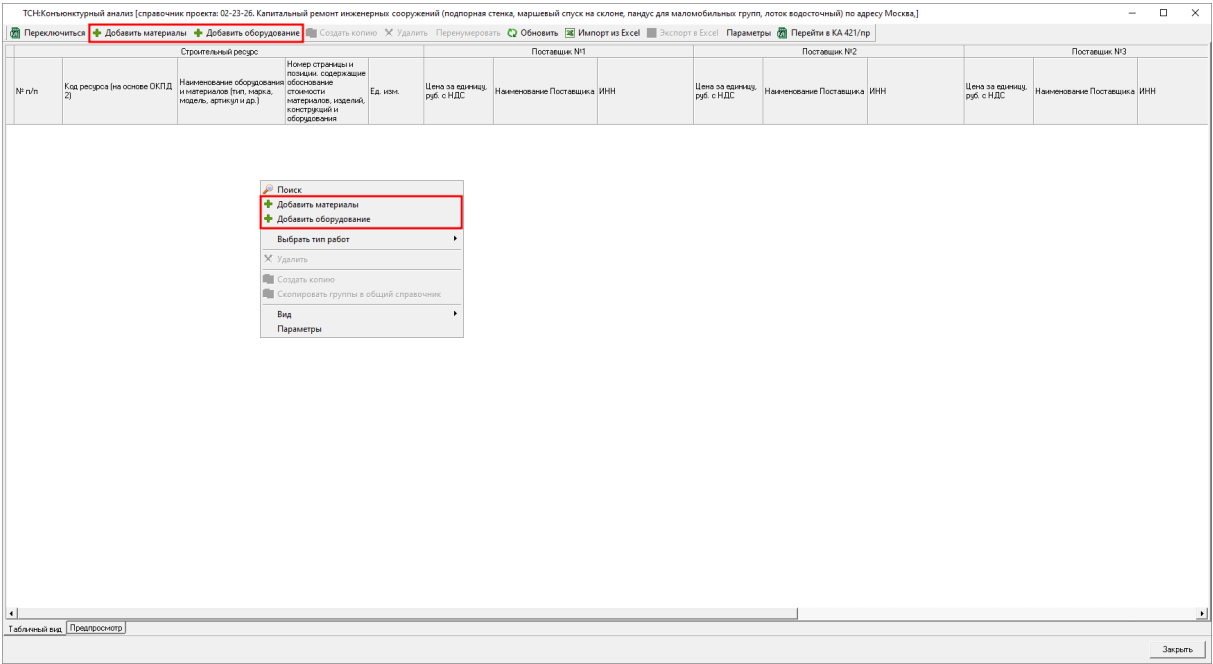 ТСН:Конъюнктурный анализ [справочник проекта: 02-23-26. Капитальный ремонт инженерных сооружений (подпорная стенка, маршевый спуск на склоне, пандус для маломобильных групп, лоток водосточный) по адресу Москва,]
Переключиться Добавить материалы Добавить оборудование Создать копию Удалить Перенумеровать Обновить Импорт из Excel Экспорт в Excel Параметры Перейти в КА 421/пр
Строительный ресурс Поставщик №1 Поставщик №2 Поставщик №3
№ п/п
Код ресурса (на основе ОКПД
2)
Наименование оборудования
и материалов (тип, марка,
модель, артикул и др.)
Номер страницы и
позиции. содержащие
обоснование
стоимости
материалов, изделий,
конструкций и
оборудования
Ед. изм.
Цена за единицу,
руб. с НДС
Наименование Поставщика
ИНН
Цена за единицу,
руб. с НДС
Наименование Поставщика
ИНН
Цена за единицу,
руб. с НДС
Наименование Поставщика
ИНН
Поиск
Добавить материалы
Добавить оборудование
Выбрать тип работ
Удалить
Создать копию
Скопировать группы в общий справочник
Вид
Параметры
Табличный вид Предпросмотр
Закрыть